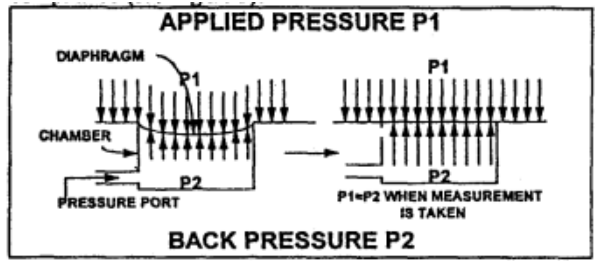 APPLIED PRESSURE P1
DIAPHRAGM
P1
P1
CHAMBER
P2
P2
PRESSURE PORT
P1=P2 WHEN MEASUREMENT
IS TAKEN
BACK PRESSURE P2